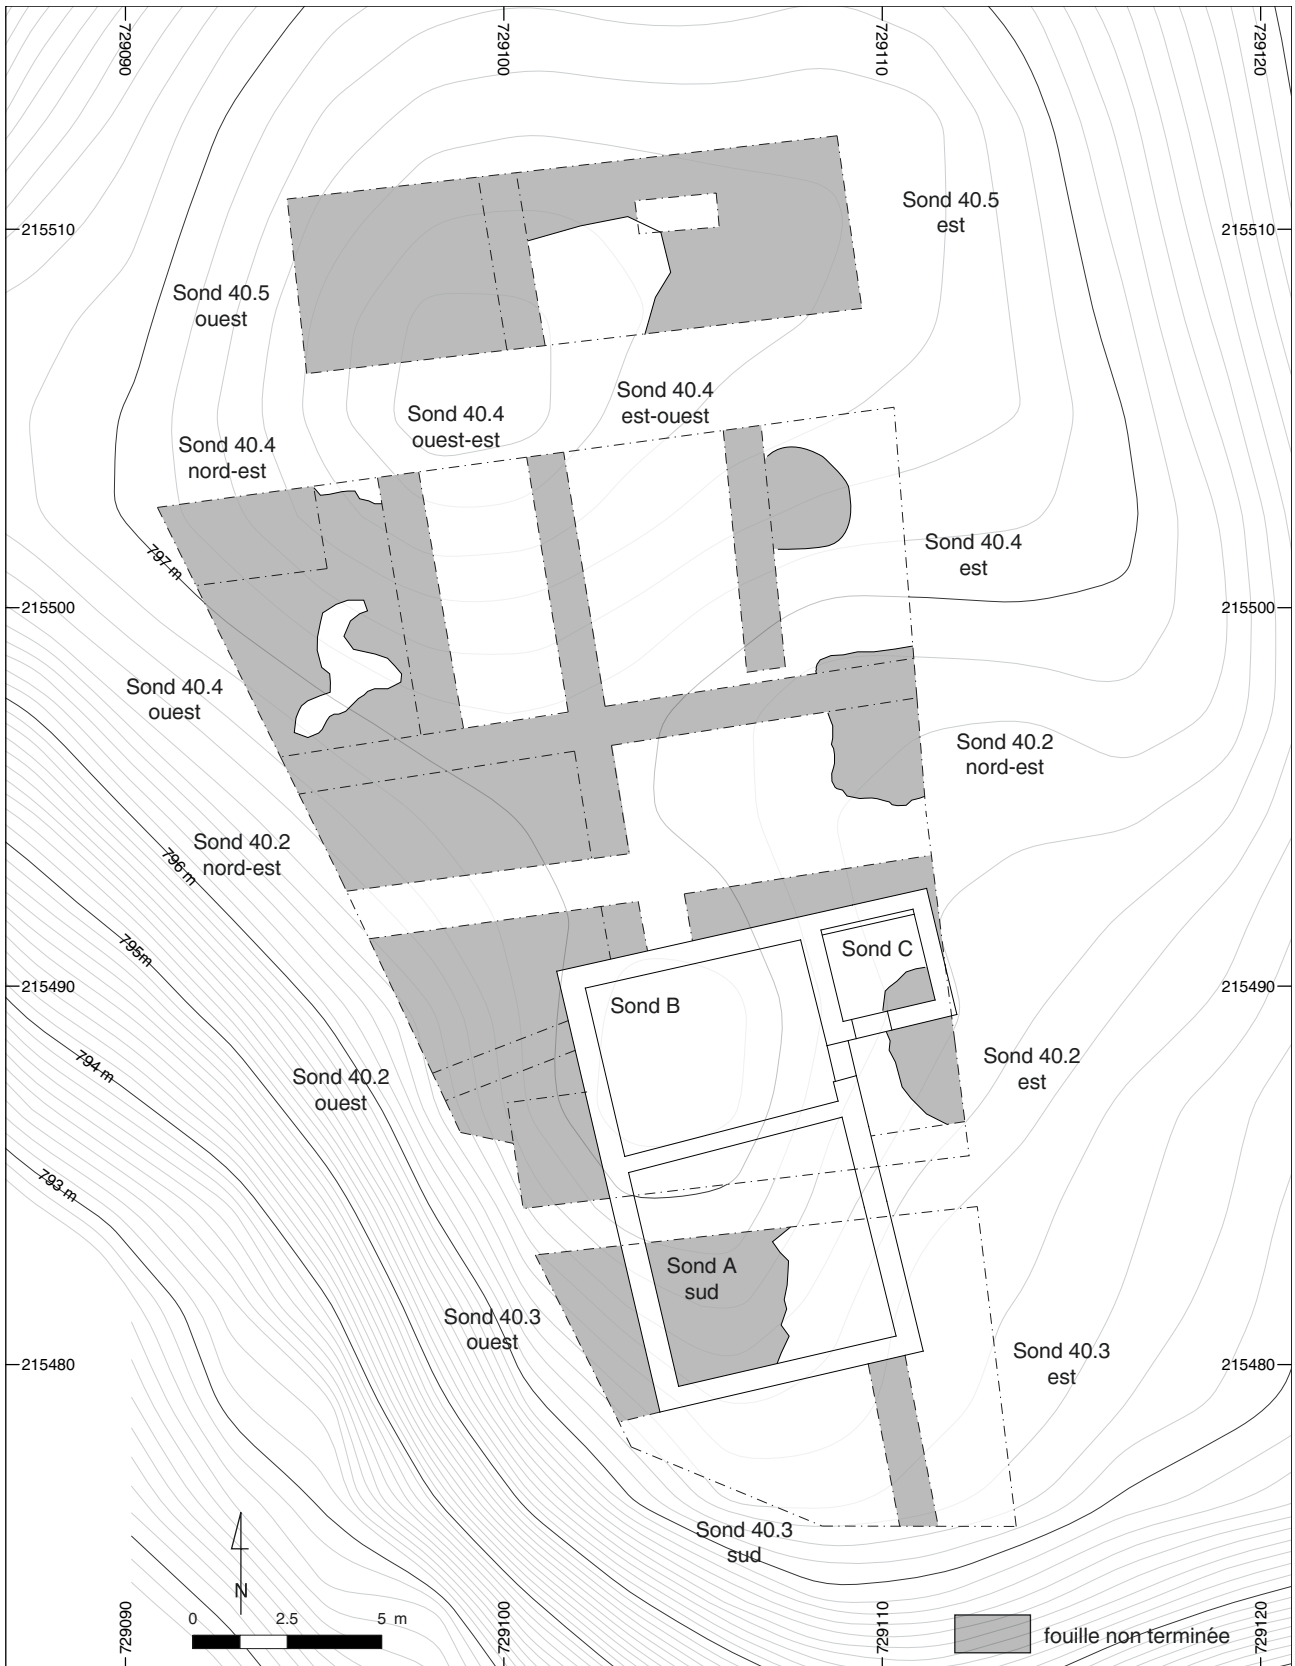 729090
729100
729110
729120
215510
215510
Sond 40.5
est
Sond 40.5
ouest
Sond 40.4
est-ouest
Sond 40.4
ouest-est
Sond 40.4
nord-est
797 m
Sond 40.4
est
215500
215500
Sond 40.4
ouest
Sond 40.2
nord-est
Sond 40.2
nord-est
796 m
795m
Sond C
215490
Sond B
215490
794 m
Sond 40.2
est
Sond 40.2
ouest
793 m
Sond A
sud
Sond 40.3
ouest
Sond 40.3
est
215480
215480
Sond 40.3
sud
N
0 2.5 5 m
729090
729100
729110
729120
fouille non terminée